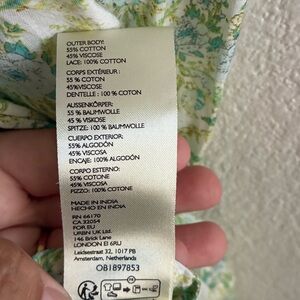 OUTER BODY:
55% COTTON
45% VISCOSE
LACE: 100% COTTON
CORPS EXTÉRIEUR :
55 % COTON
45% VISCOSE
DENTELLE : 100 % COTON
AUSSENKÖRPER:
55 % BAUMWOLLE
45 % VISKOSE
SPITZE: 100 % BAUMWOLLE
CUERPO EXTERIOR:
55% ALGODÓN
45% VISCOSA
ENCAJE: 100% ALGODÓN
CORPO ESTERNO:
55% COTONE
45% VISCOSA
PIZZO: 100% COTONE
MADE IN INDIA
HECHO EN INDIA
RN 66170
CA 32054
FOR EU
URBN UK Ltd.
146 Brick Lane
LONDON E1 6RU
Leidsestraat 32, 1017 PB
Amsterdam, Netherlands
OB1897853